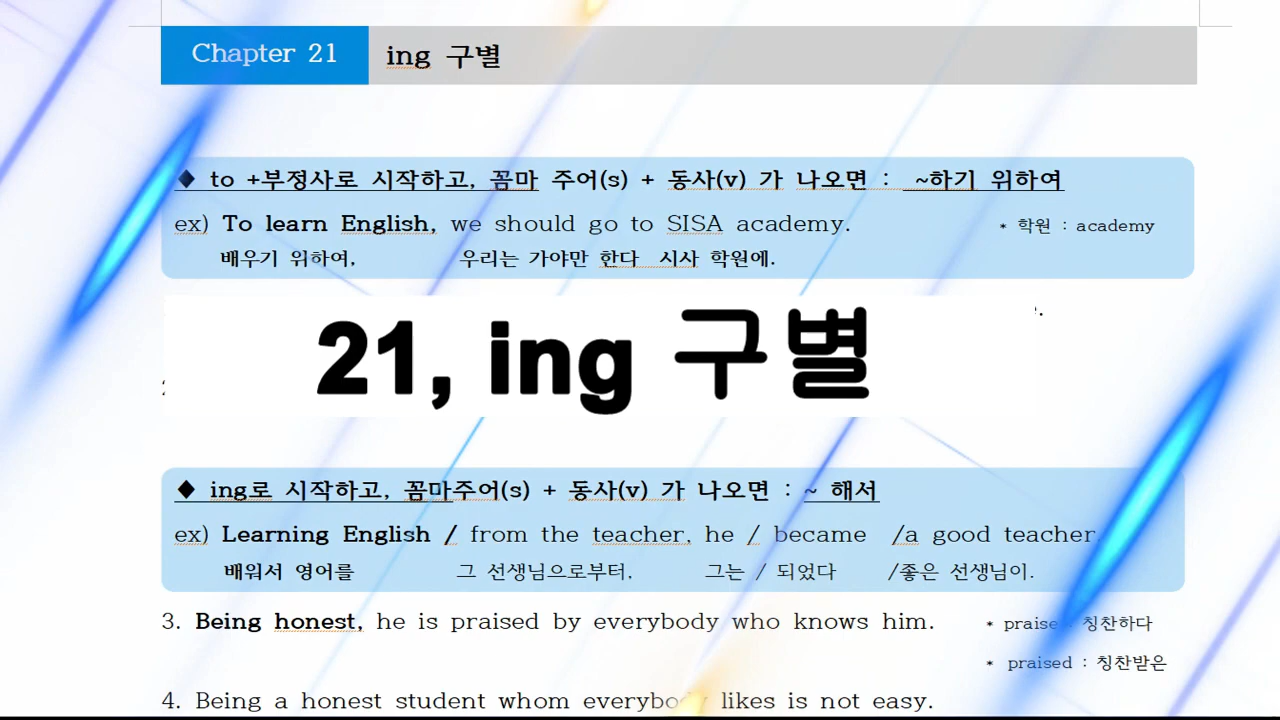 Chapter 21
ing 구별
◆ to +부정사로 시작하고, 꼼마 주어(s) + 동사(v) 가 나오면 : ~하기 위하여
ex) To learn English, we should go to SISA academy. * 학원 : academy
배우기 위하여, 우리는 가야만 한다 시사 학원에.
21, ing 구별
◆ ing로 시작하고, 꼼마주어(s) + 동사(v) 가 나오면 : ~ 해서
ex) Learning English / from the teacher, he / became /a good teacher
배워서 영어를 그 선생님으로부터, 그는 / 되었다 /좋은 선생님이.
3. Being honest, he is praised by everybody who knows him. * praise : 칭찬하다
* praised : 칭찬받은
4. Being a honest student whom everybody likes is not easy.